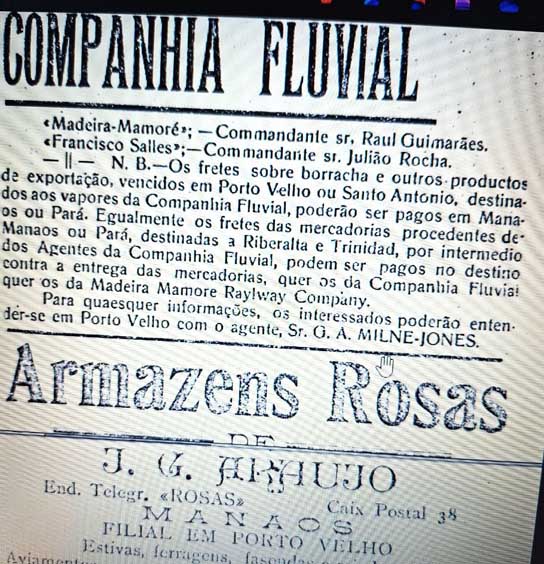 COMPANHIA FLUVIAL
«Madeira-Mamoré»; —Commandante sr. Raul Guimarães.
«Francisco Salles»;—Commandante sr. Julião Rocha.
— || — N. B.—Os fretes sobre borracha e outros productos
de exportação, vencidos em Porto Velho ou Santo Antonio, destina-
dos aos vapores da Companhia Fluvial, poderão ser pagos em Mana-
os ou Pará. Egualmente os fretes das mercadorias procedentes de
Manaos ou Pará, destinadas a Riberalta e Trinidad, por intermedio
dos Agentes da Companhia Fluvial, podem ser pagos no destino
contra a entrega das mercadorias, quer os da Companhia Fluvial
quer os da Madeira Mamore Raylway Company.
Para quaesquer informações, os interessados poderão enten-
der-se em Porto Velho com o agente, Sr. G. A. MILNE-JONES.
Armazens Rosas
DE
J. G. ARAUJO
End. Telegr. «ROSAS» Caix Postal 38
MANAOS
FILIAL EM PORTO VELHO
Estivas, ferragens, fasendas